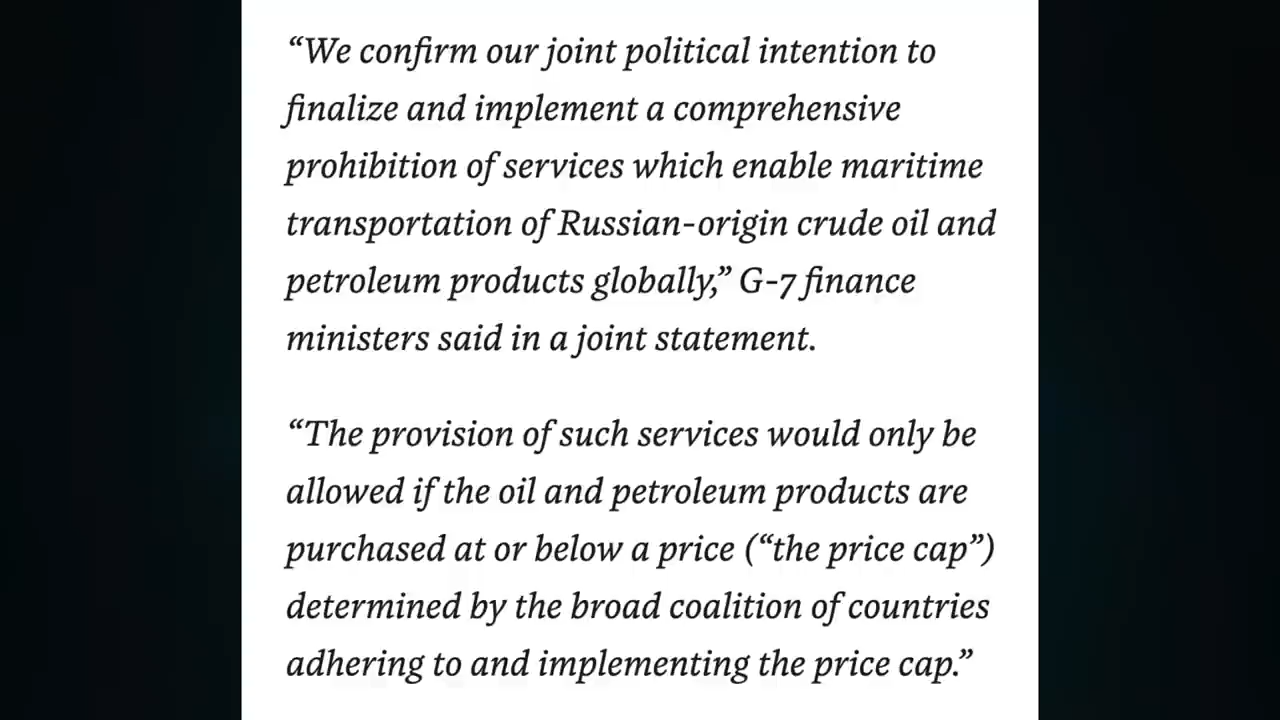 “We confirm our joint political intention to
finalize and implement a comprehensive
prohibition of services which enable maritime
transportation of Russian-origin crude oil and
petroleum products globally,” G-7 finance
ministers said in a joint statement.
“The provision of such services would only be
allowed if the oil and petroleum products are
purchased at or below a price (“the price cap”)
determined by the broad coalition of countries
adhering to and implementing the price cap.”